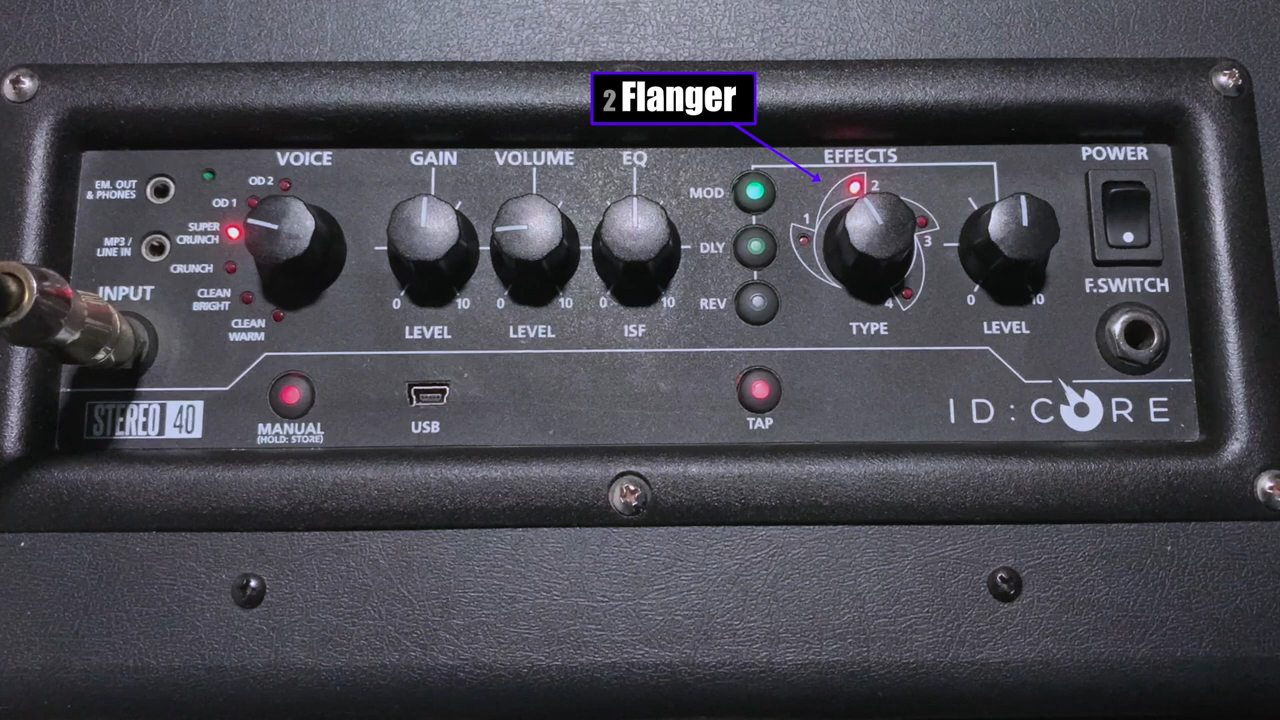 2 Flanger
VOICE
GAIN
VOLUME
EQ
EFFECTS
POWER
EM. OUT
& PHONES
OD 2
OD 1
SUPER
CRUNCH
MP3 /
LINE IN
CRUNCH
CLEAN
BRIGHT
CLEAN
WARM
INPUT
0 10
LEVEL
0 10
LEVEL
0 10
ISF
MOD
DLY
REV
1
2
3
4
TYPE
0 10
LEVEL
F.SWITCH
STEREO 40
MANUAL
(HOLD: STORE)
USB
TAP
ID:CORE